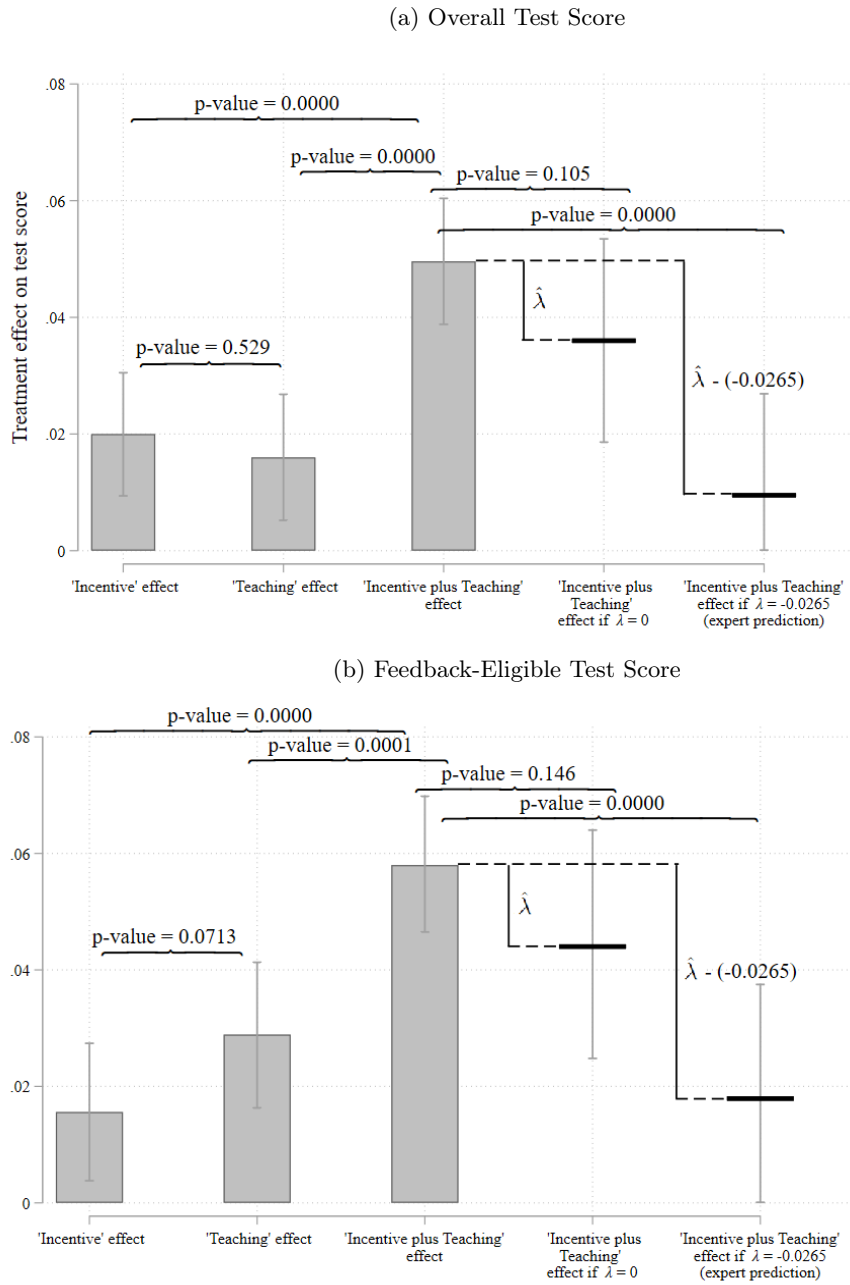 (a) Overall Test Score
.08
p-value = 0.0000
p-value = 0.0000
p-value = 0.105
.06
p-value = 0.0000
Treatment effect on test score
.04
λ̂
p-value = 0.529
λ̂ - (-0.0265)
.02
0
'Incentive' effect
'Teaching' effect
'Incentive plus Teaching'
effect
'Incentive plus
Teaching'
effect if λ = 0
'Incentive plus Teaching'
effect if λ = -0.0265
(expert prediction)
(b) Feedback-Eligible Test Score
p-value = 0.0000
.08
p-value = 0.0001
p-value = 0.146
p-value = 0.0000
.06
λ̂
p-value = 0.0713
.04
λ̂ - (-0.0265)
.02
0
'Incentive' effect
'Teaching' effect
'Incentive plus Teaching'
effect
'Incentive plus
Teaching'
effect if λ = 0
'Incentive plus Teaching'
effect if λ = -0.0265
(expert prediction)